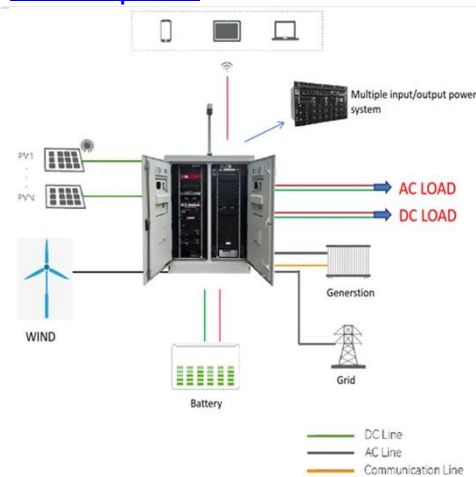 Multiple input/output power
system
PV1
PVN
AC LOAD
DC LOAD
WIND
Generstion
Grid
Battery
DC Line
AC Line
Communication Line